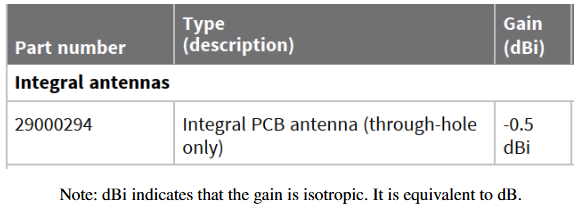 Part number
Type
(description)
Gain
(dBi)
Integral antennas
29000294
Integral PCB antenna (through-hole
only)
-0.5
dBi
Note: dBi indicates that the gain is isotropic. It is equivalent to dB.